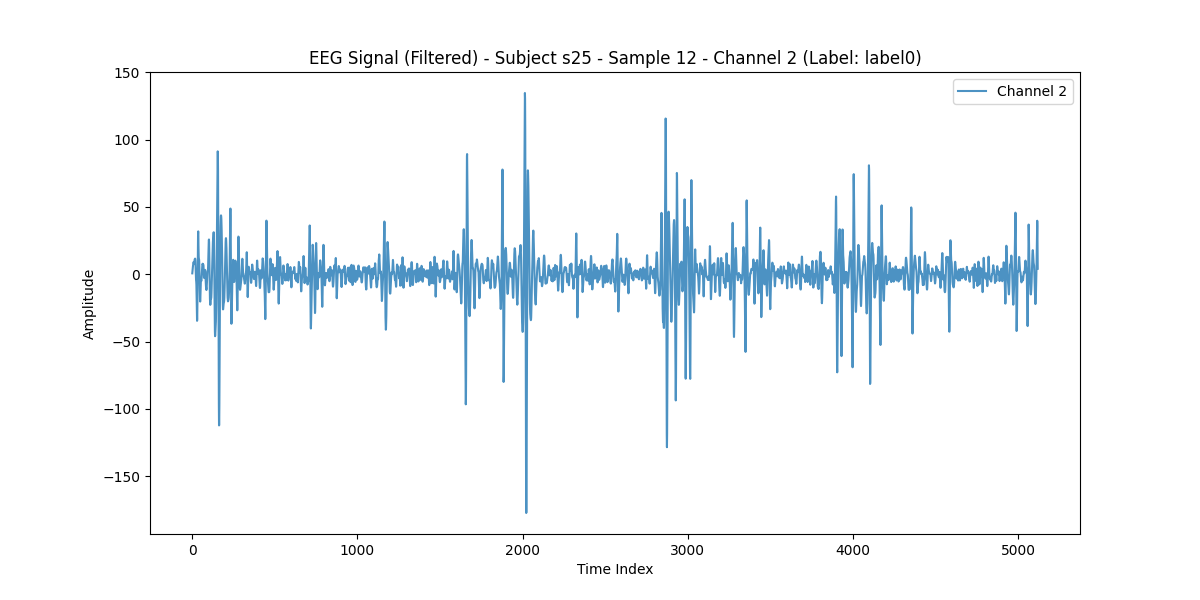 EEG Signal (Filtered) - Subject s25 - Sample 12 - Channel 2 (Label: label0)
Channel 2
150
100
50
0
−50
−100
−150
Amplitude
0 1000 2000 3000 4000 5000
Time Index